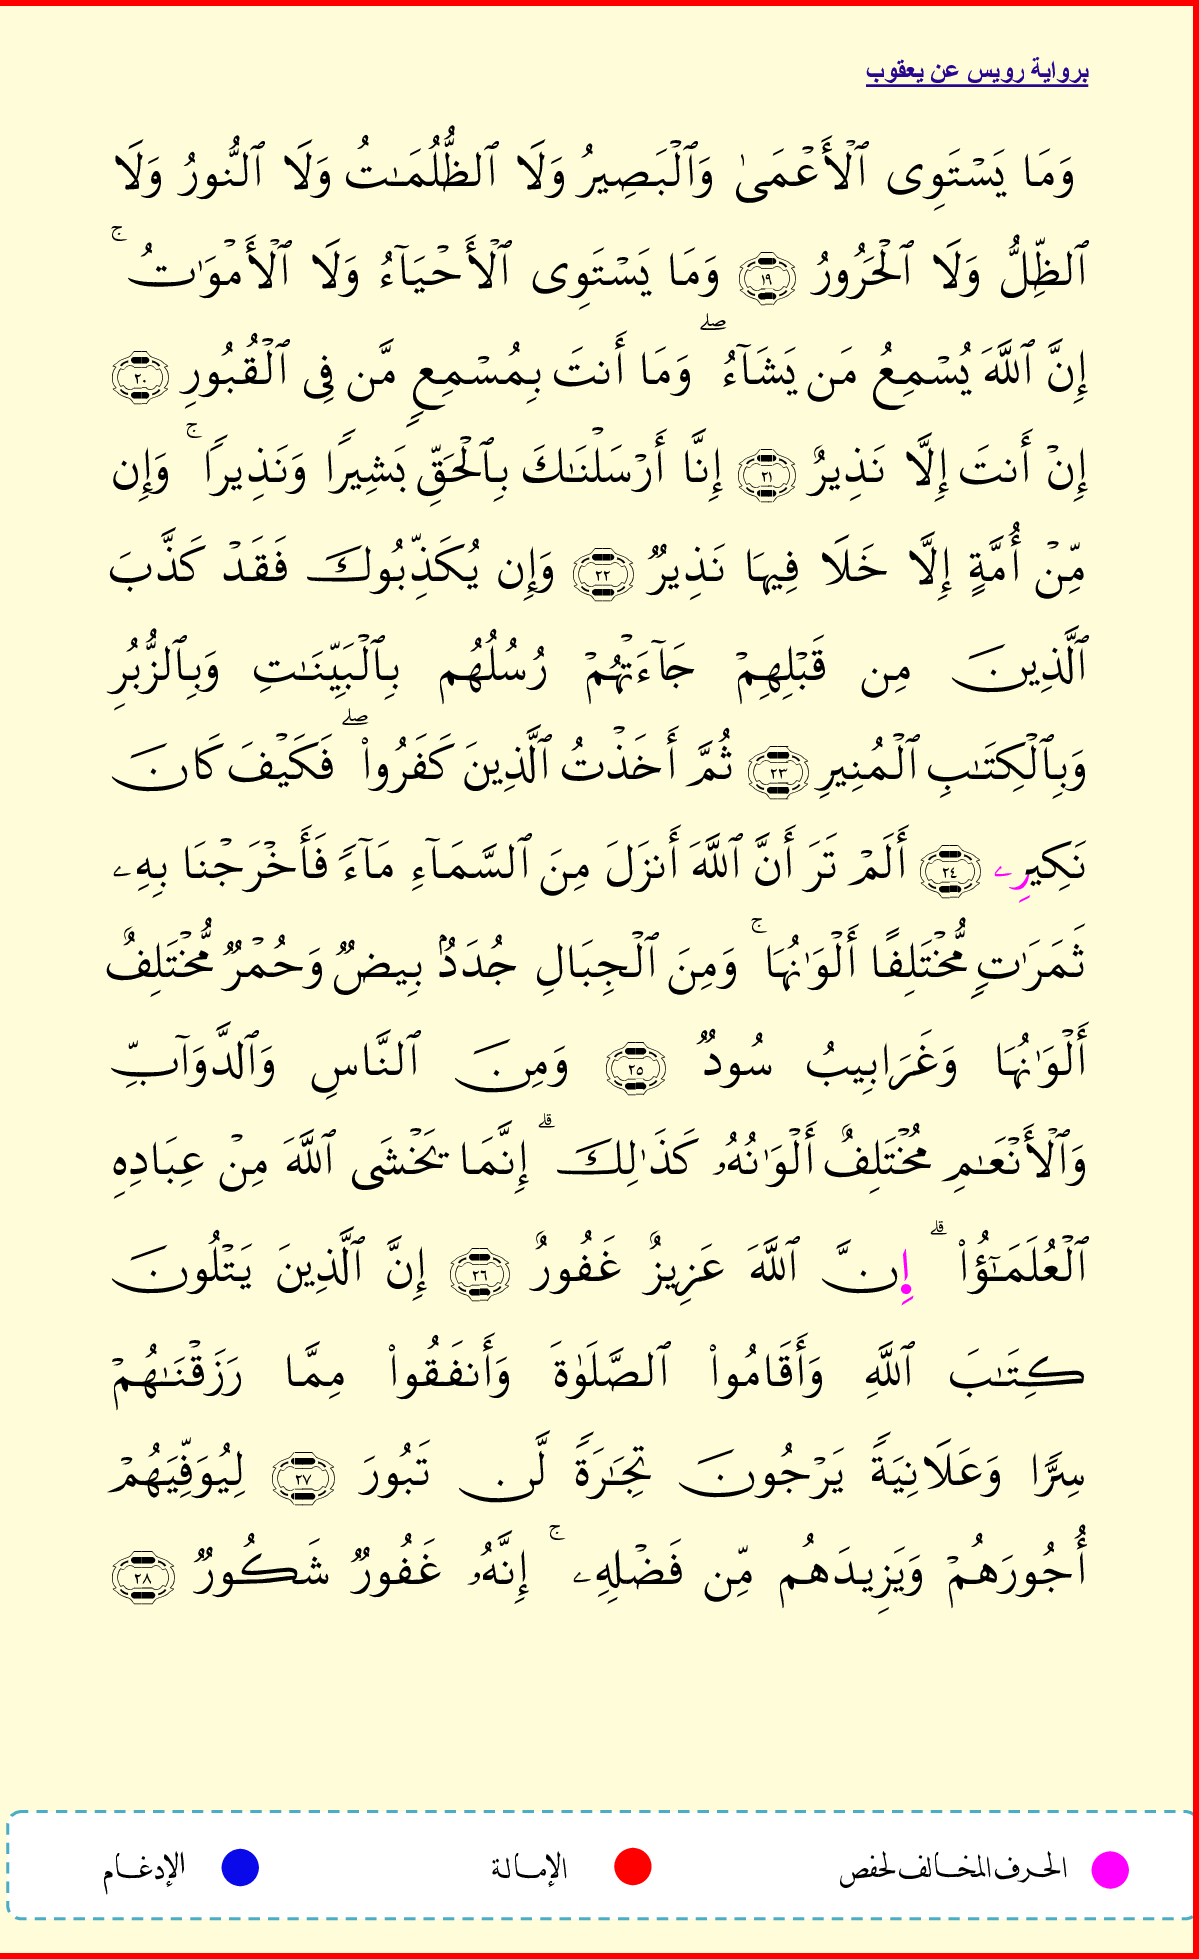 برواية رويس عن يعقوب
وَمَا يَسْتَوِى ٱلْأَعْمَىٰ وَٱلْبَصِيرُ وَلَا ٱلظُّلُمَـٰتُ وَلَا ٱلنُّورُ وَلَا
ٱلظِّلُّ وَلَا ٱلْحَرُورُ ١٩ وَمَا يَسْتَوِى ٱلْأَحْيَآءُ وَلَا ٱلْأَمْوَٰتُ ۚ
إِنَّ ٱللَّهَ يُسْمِعُ مَن يَشَآءُ ۖ وَمَا أَنتَ بِمُسْمِعٍ مَّن فِى ٱلْقُبُورِ ٢٠
إِنْ أَنتَ إِلَّا نَذِيرٌ ٢١ إِنَّا أَرْسَلْنَـٰكَ بِٱلْحَقِّ بَشِيرًا وَنَذِيرًا ۚ وَإِن
مِّنْ أُمَّةٍ إِلَّا خَلَا فِيهَا نَذِيرٌ ٢٢ وَإِن يُكَذِّبُوكَ فَقَدْ كَذَّبَ
ٱلَّذِينَ مِن قَبْلِهِمْ جَآءَتْهُمْ رُسُلُهُم بِٱلْبَيِّنَـٰتِ وَبِٱلزُّبُرِ
وَبِٱلْكِتَـٰبِ ٱلْمُنِيرِ ٢٣ ثُمَّ أَخَذْتُ ٱلَّذِينَ كَفَرُوا۟ ۖ فَكَيْفَ كَانَ
نَكِيرِۦ ٢٤ أَلَمْ تَرَ أَنَّ ٱللَّهَ أَنزَلَ مِنَ ٱلسَّمَآءِ مَآءً فَأَخْرَجْنَا بِهِۦ
ثَمَرَٰتٍ مُّخْتَلِفًا أَلْوَٰنُهَا ۚ وَمِنَ ٱلْجِبَالِ جُدَدٌۢ بِيضٌ وَحُمْرٌ مُّخْتَلِفٌ
أَلْوَٰنُهَا وَغَرَابِيبُ سُودٌ ٢٥ وَمِنَ ٱلنَّاسِ وَٱلدَّوَآبِّ
وَٱلْأَنْعَـٰمِ مُخْتَلِفٌ أَلْوَٰنُهُۥ كَذَٰلِكَ ۗ إِنَّمَا يَخْشَى ٱللَّهَ مِنْ عِبَادِهِ
ٱلْعُلَمَـٰٓؤُا۟ ۗ اِ۪نَّ ٱللَّهَ عَزِيزٌ غَفُورٌ ٢٦ إِنَّ ٱلَّذِينَ يَتْلُونَ
كِتَـٰبَ ٱللَّهِ وَأَقَامُوا۟ ٱلصَّلَوٰةَ وَأَنفَقُوا۟ مِمَّا رَزَقْنَـٰهُمْ
سِرًّا وَعَلَانِيَةً يَرْجُونَ تِجَـٰرَةً لَّن تَبُورَ ٢٧ لِيُوَفِّيَهُمْ
أُجُورَهُمْ وَيَزِيدَهُم مِّن فَضْلِهِۦ ۚ إِنَّهُۥ غَفُورٌ شَكُورٌ ٢٨
الحرف المخالف لحفص الإمالة الإدغام